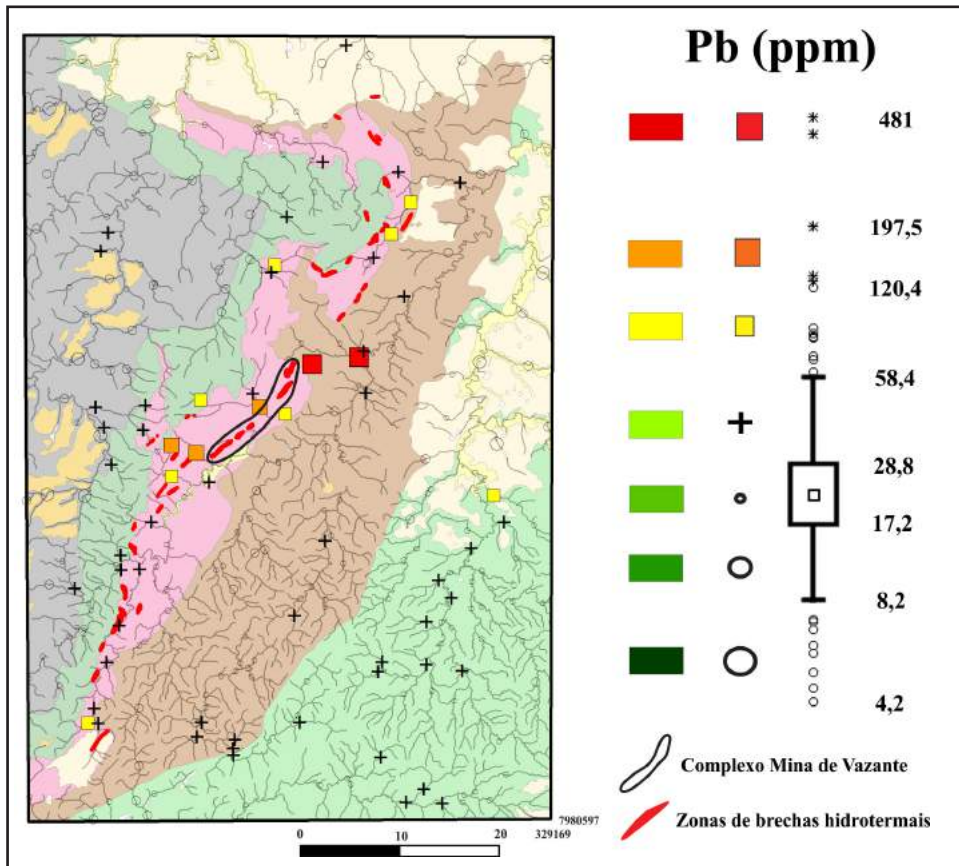 Pb (ppm)
481
197,5
120,4
58,4
28,8
17,2
8,2
4,2
Complexo Mina de Vazante
Zonas de brechas hidrotermais
7980597
329169
0 10 20